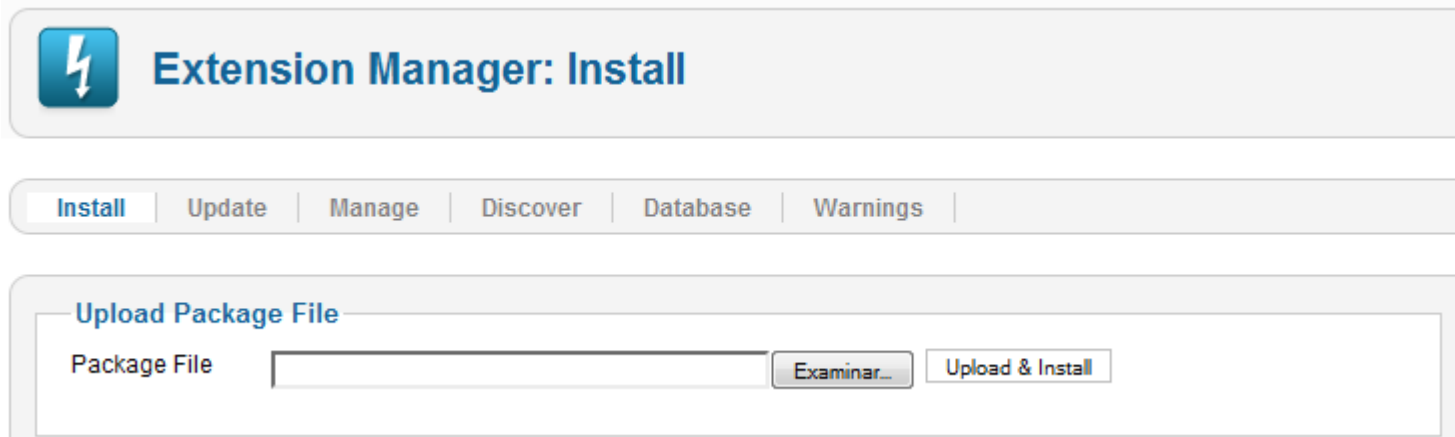 Extension Manager: Install
Install Update Manage Discover Database Warnings
Upload Package File
Package File Examinar... Upload & Install